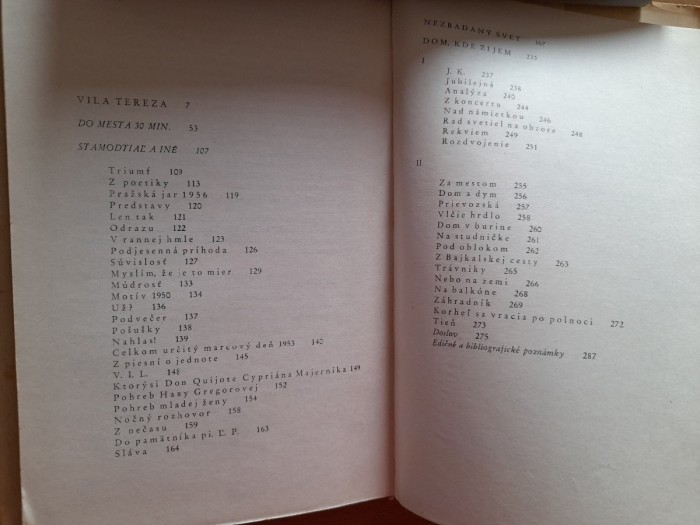 VILA TEREZA 7
DO MESTA 30 MIN. 53
STAMODTIAĽ A INÉ 107
Triumf 109
Z poetiky 113
Pražská jar 1956 119
Predstavy 120
Len tak 121
Odrazu 122
V rannej hmle 123
Podjesenná príhoda 126
Súvislosť 127
Myslím, že je to mier 129
Múdrosť 133
Motív 1950 134
Už? 136
Podvečer 137
Pošušky 138
Nahlas! 139
Celkom určitý marcový deň 1953 140
Z piesní o jednote 145
V. I. L. 148
Ktorýsi Don Quijote Cypriána Majerníka 149
Pohreb Hany Gregorovej 152
Pohreb mladej ženy 154
Nočný rozhovor 158
Z nečasu 159
Do pamätníka pi. Ľ. P. 163
Sláva 164
NEZBADANÝ SVET 167
DOM, KDE ŽIJEM 235
I
J. K. 237
Jubilejná 238
Analýza 240
Z koncertu 244
Nad námietkou 246
Rad svetiel na obzore 248
Rekviem 249
Rozdvojenie 251
II
Za mestom 255
Dom a dym 256
Prievozská 257
Vlčie hrdlo 258
Dom v burine 260
Na studničke 261
Pod oblokom 262
Z Bajkalskej cesty 263
Trávniky 265
Nebo na zemi 266
Na balkóne 268
Záhradník 269
Korheľ sa vracia po polnoci 272
Tieň 273
Doslov 275
Edičné a bibliografické poznámky 287